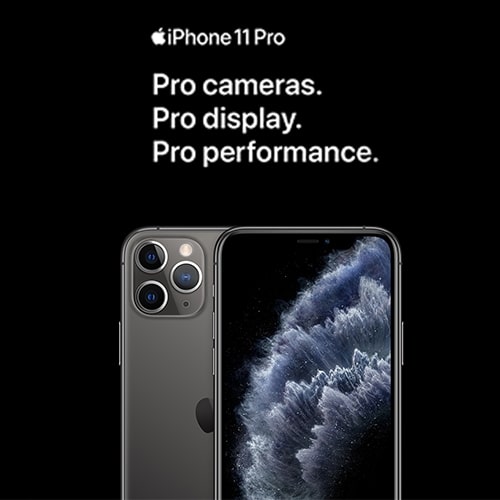 iPhone 11 Pro
Pro cameras.
Pro display.
Pro performance.